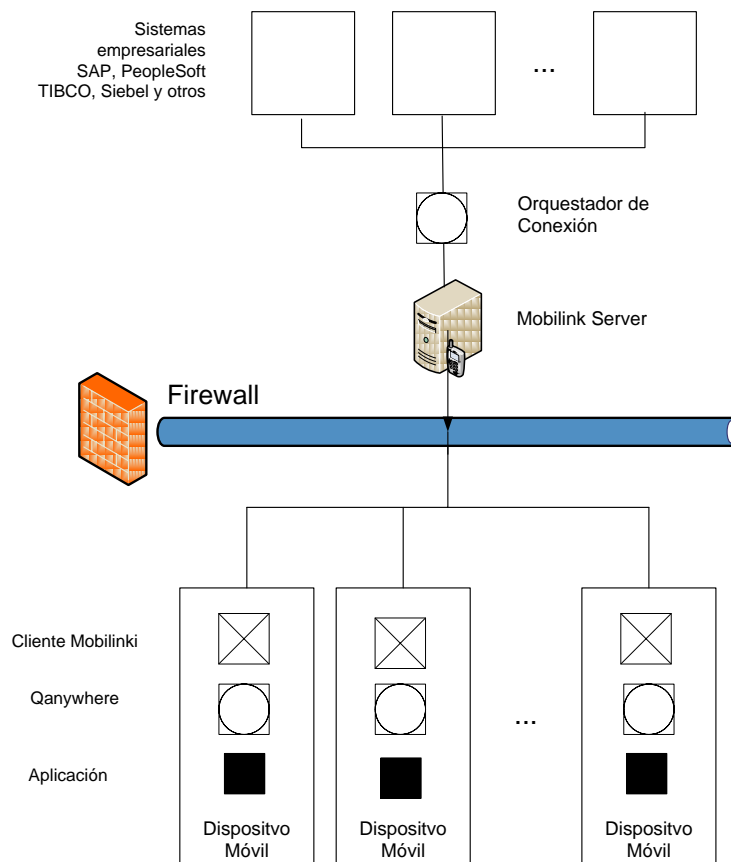 Sistemas
empresariales
SAP, PeopleSoft
TIBCO, Siebel y otros
...
Orquestador de
Conexión
Mobilink Server
Firewall
Cliente Mobilinki
Qanywhere
...
Aplicación
Dispositvo
Móvil
Dispositvo
Móvil
Dispositvo
Móvil